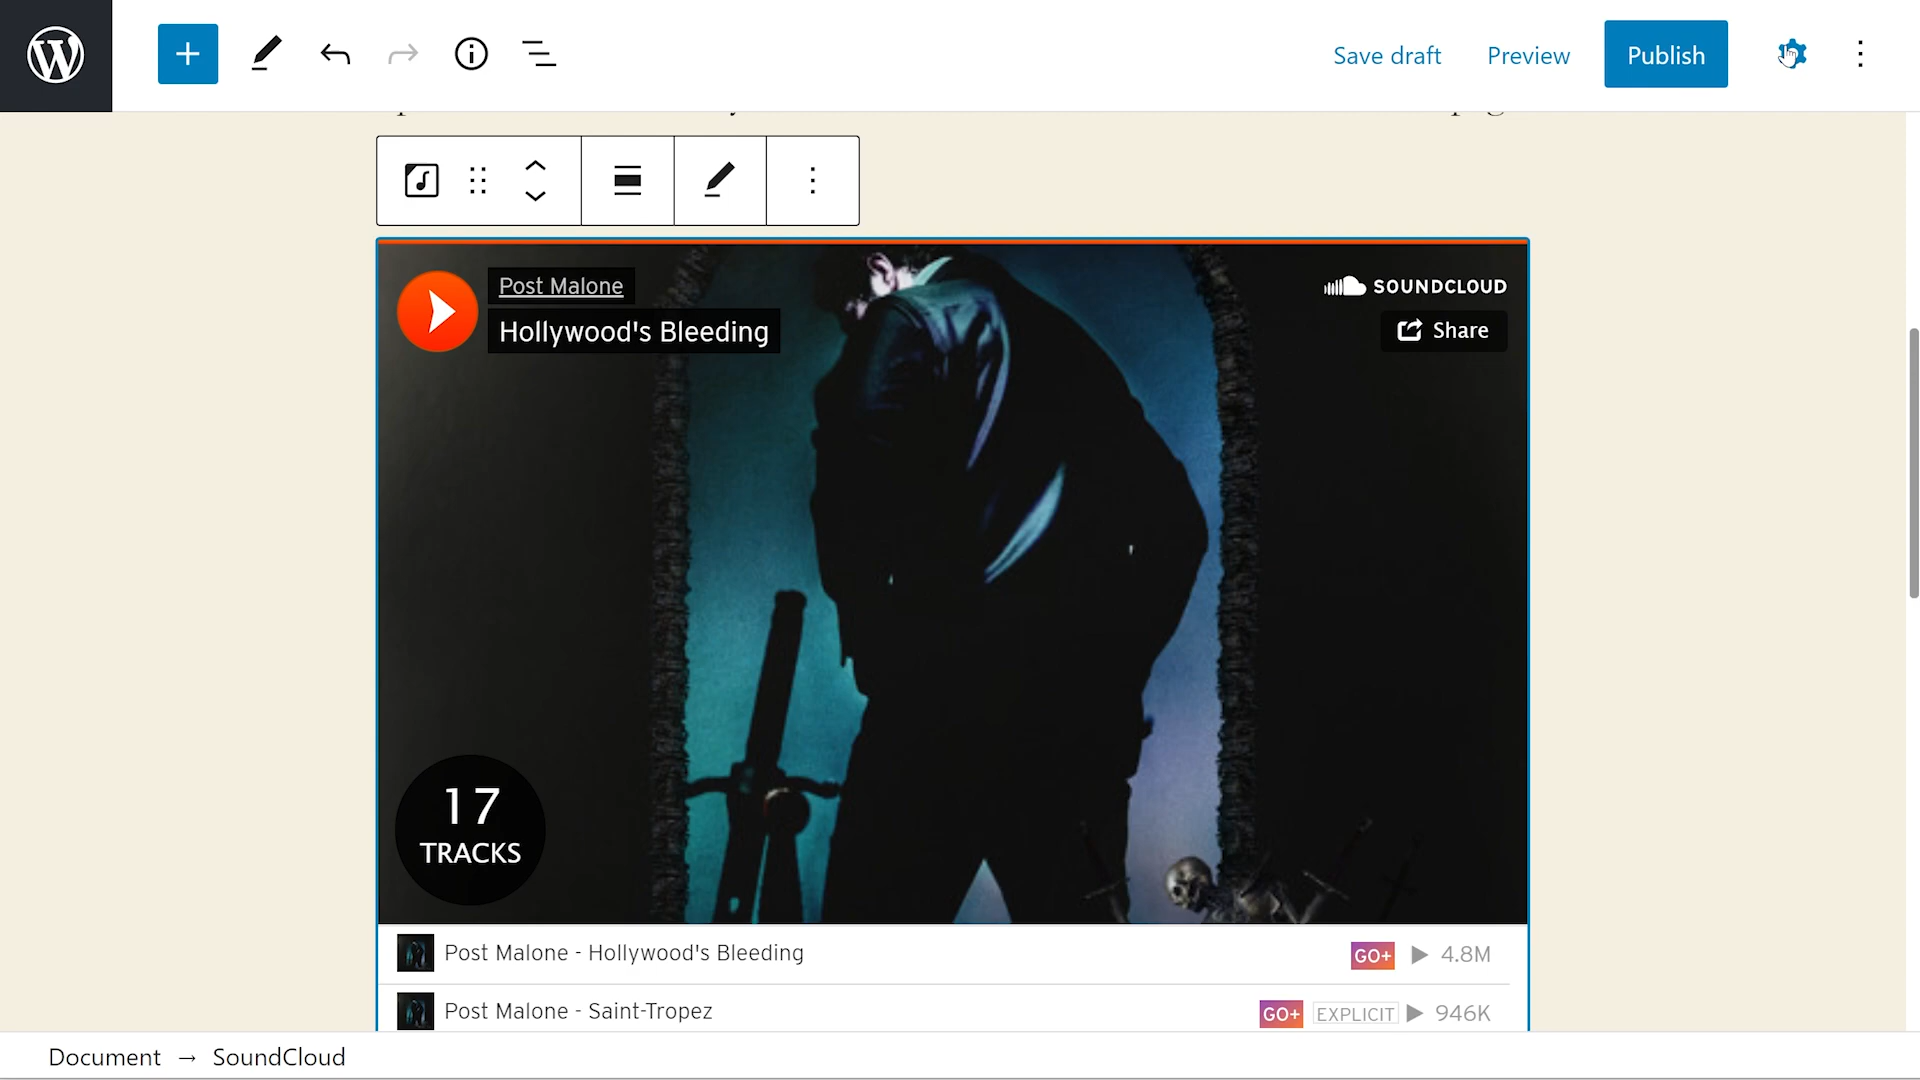 Save draft
Preview
Publish
Post Malone
Hollywood's Bleeding
SOUNDCLOUD
Share
17
TRACKS
Post Malone - Hollywood's Bleeding
GO+ 4.8M
Post Malone - Saint-Tropez
GO+ EXPLICIT 946K
Document → SoundCloud